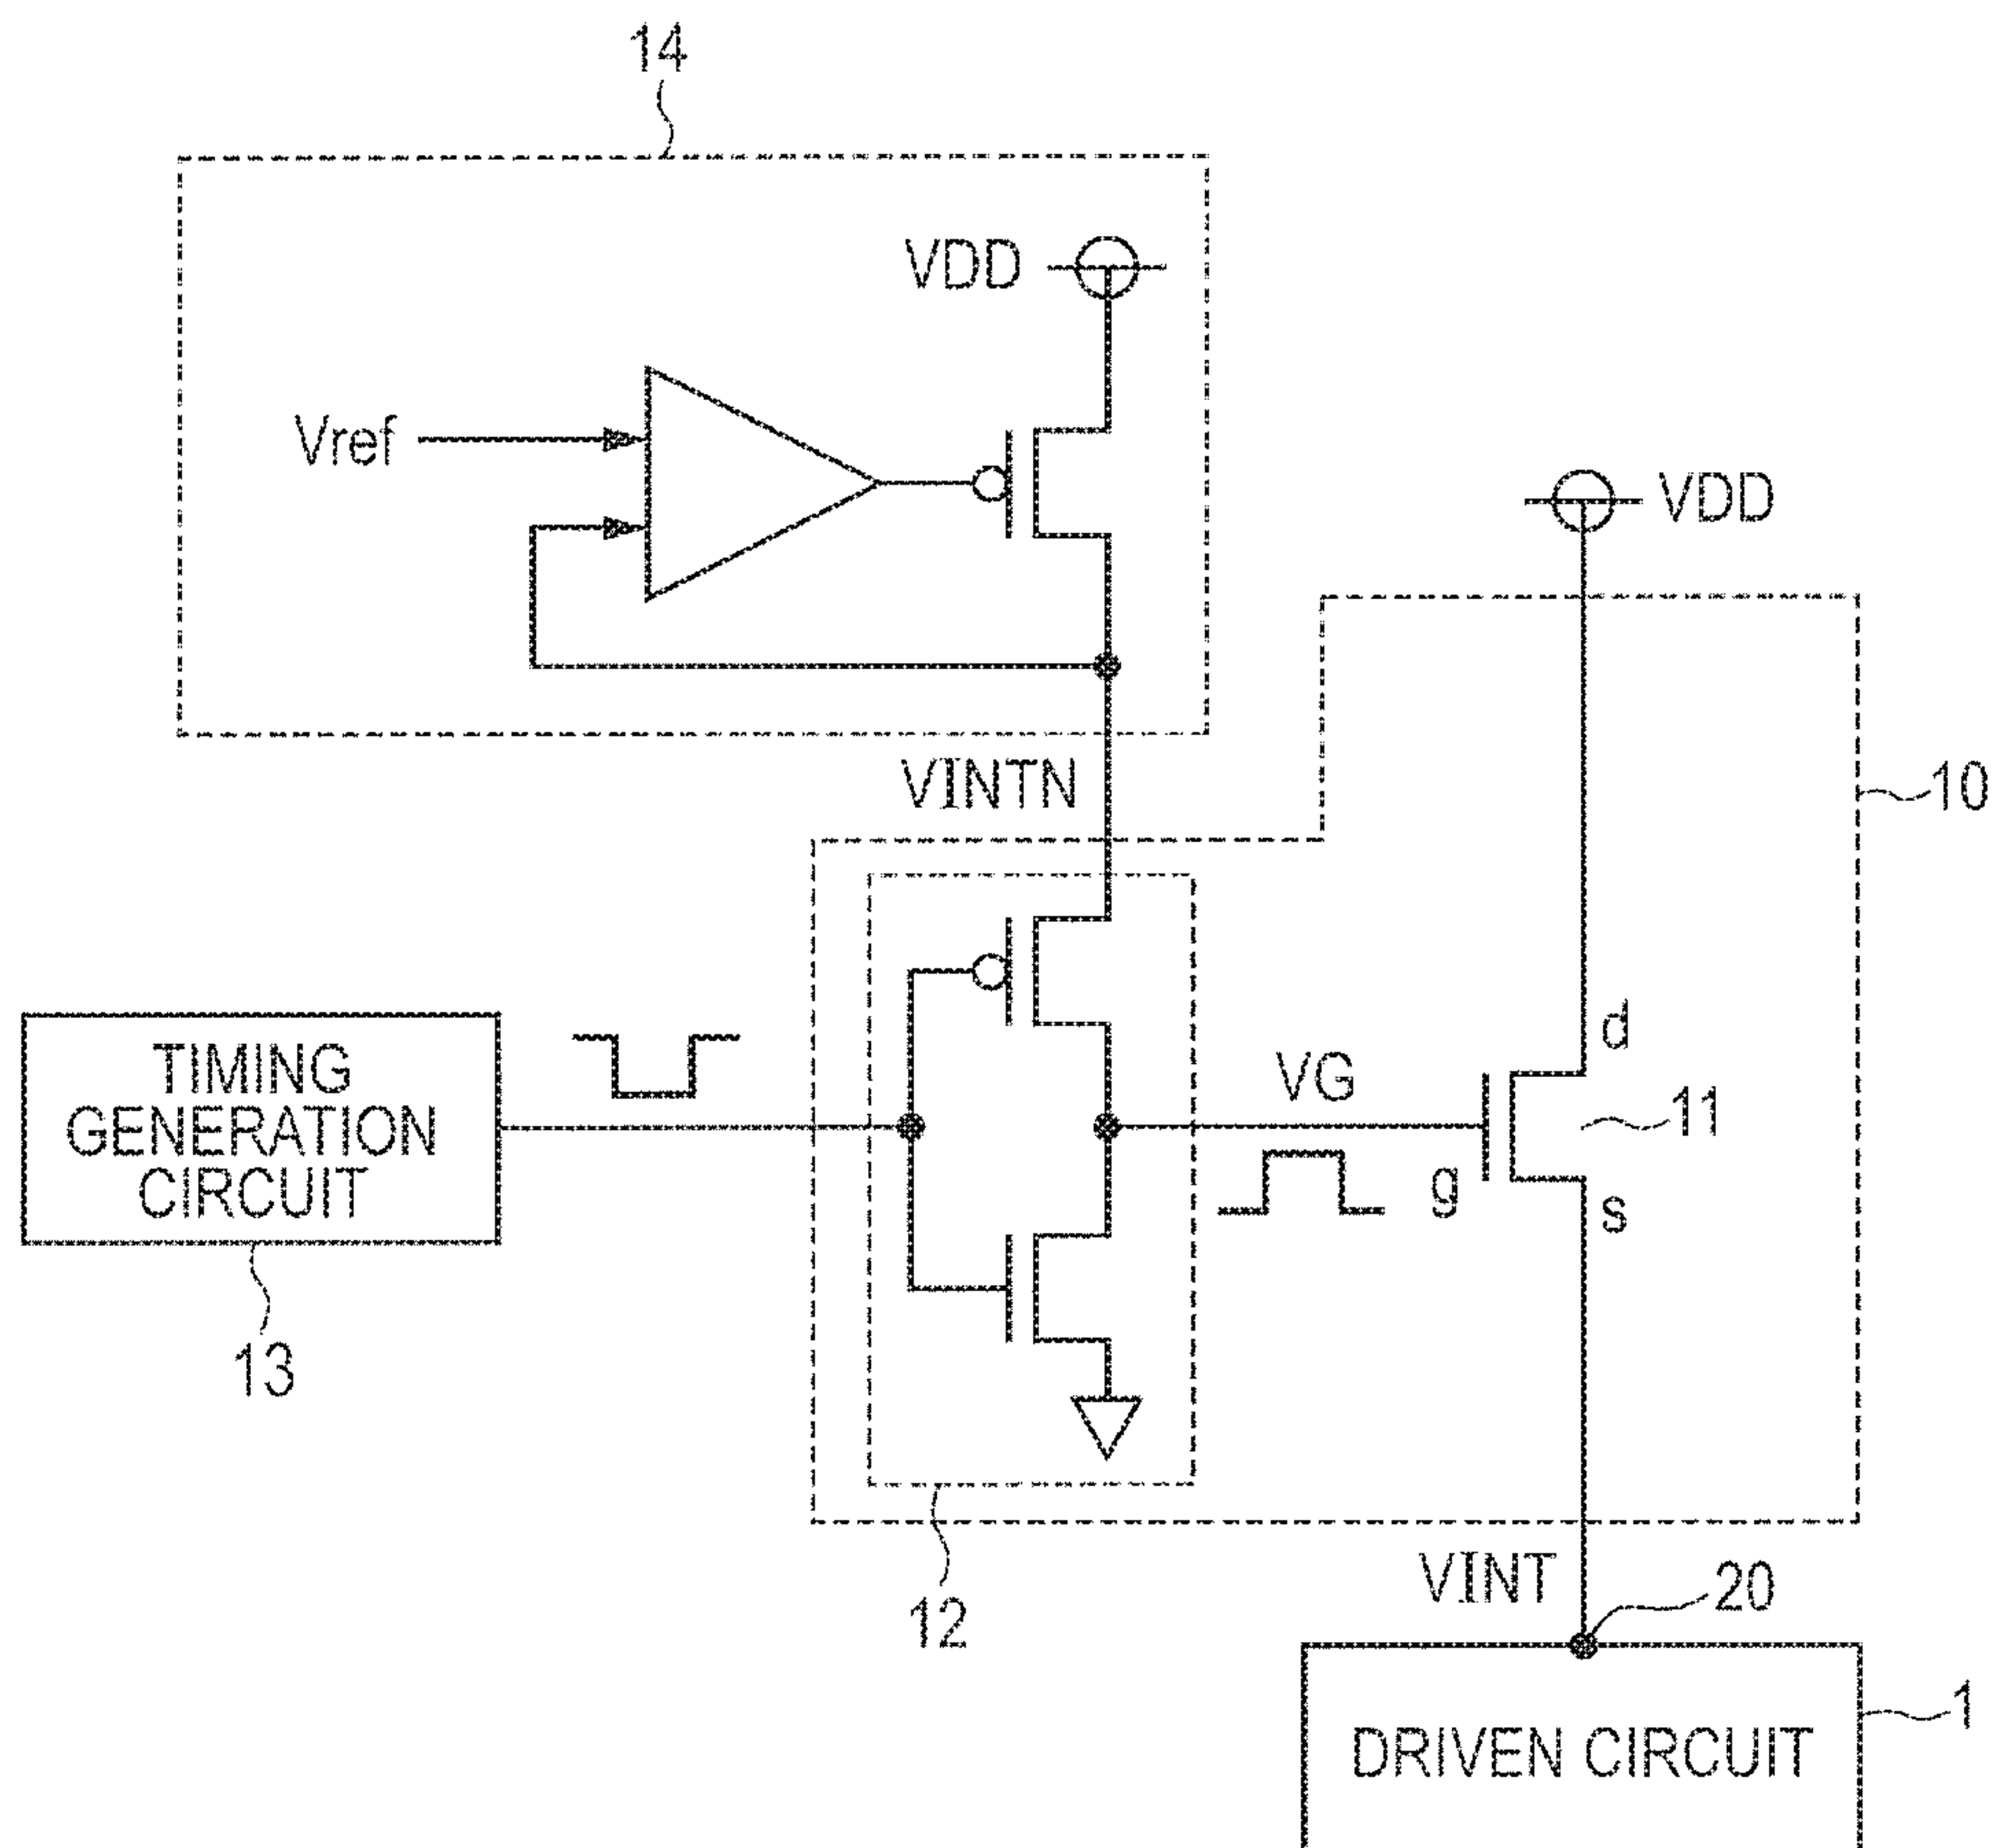 14
VDD
Vref
VDD
VINTN
10
TIMING
GENERATION
CIRCUIT
VG
d
11
g
s
13
12
VINT
20
1
DRIVEN CIRCUIT